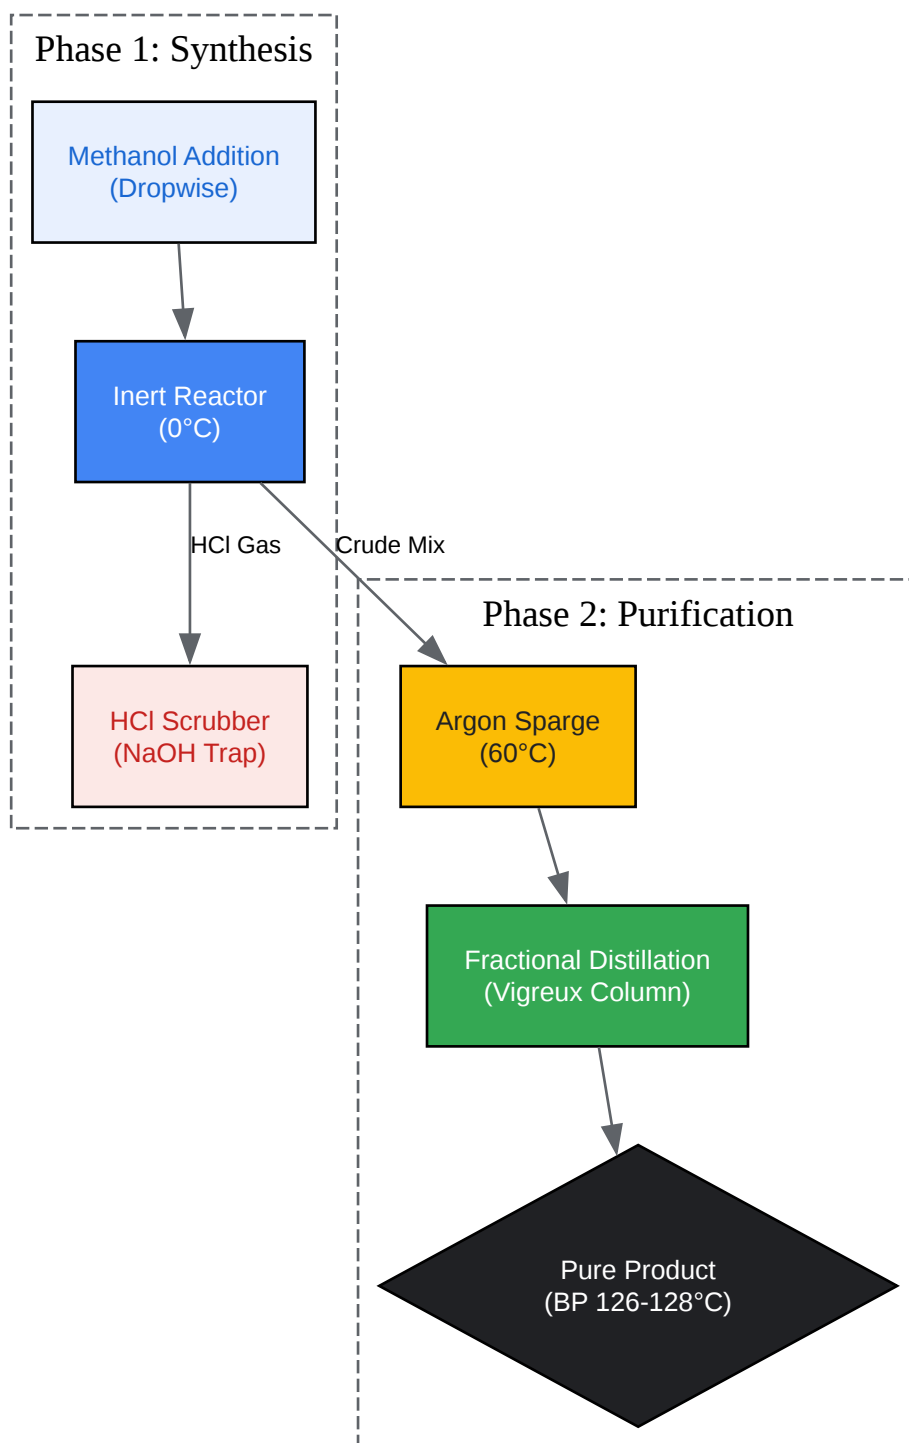 Phase 1: Synthesis
Methanol Addition
(Dropwise)
Inert Reactor
(0°C)
HCl Gas
Crude Mix
Phase 2: Purification
HCl Scrubber
(NaOH Trap)
Argon Sparge
(60°C)
Fractional Distillation
(Vigreux Column)
Pure Product
(BP 126-128°C)